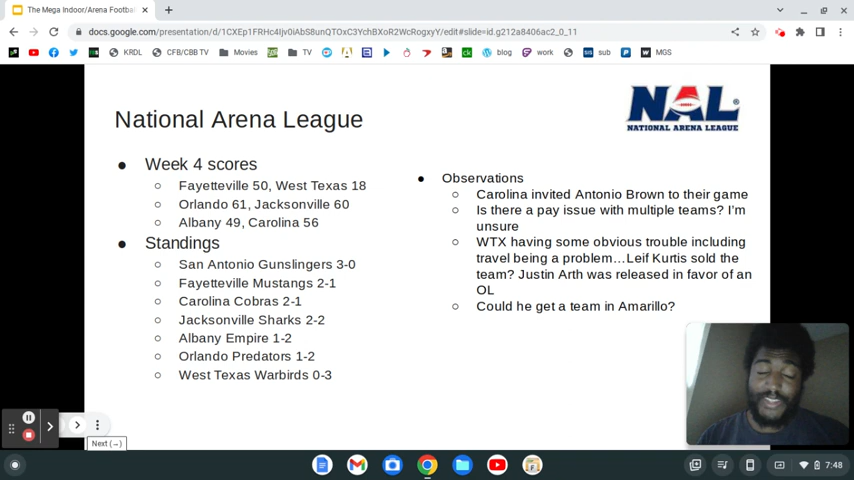 The Mega Indoor/Arena Footba
docs.google.com/presentation/d/1CXEp1FRHc4Ijv0iAbS8unQTOxC3YchBXoR2WcRogxyY/edit#slide=id.g212a8406ac2_0_11
KRDL
CFB/CBB TV
Movies
TV
blog
work
sub
MGS
National Arena League
NAL
NATIONAL ARENA LEAGUE
Week 4 scores
Fayetteville 50, West Texas 18
Orlando 61, Jacksonville 60
Albany 49, Carolina 56
Standings
San Antonio Gunslingers 3-0
Fayetteville Mustangs 2-1
Carolina Cobras 2-1
Jacksonville Sharks 2-2
Albany Empire 1-2
Orlando Predators 1-2
West Texas Warbirds 0-3
Observations
Carolina invited Antonio Brown to their game
Is there a pay issue with multiple teams? I'm
unsure
WTX having some obvious trouble including
travel being a problem…Leif Kurtis sold the
team? Justin Arth was released in favor of an
OL
Could he get a team in Amarillo?
Next (→)
7:48